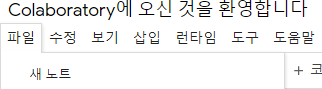 Colaboratory에 오신 것을 환영합니다
파일 수정 보기 삽입 런타임 도구 도움말
새 노트 + 코